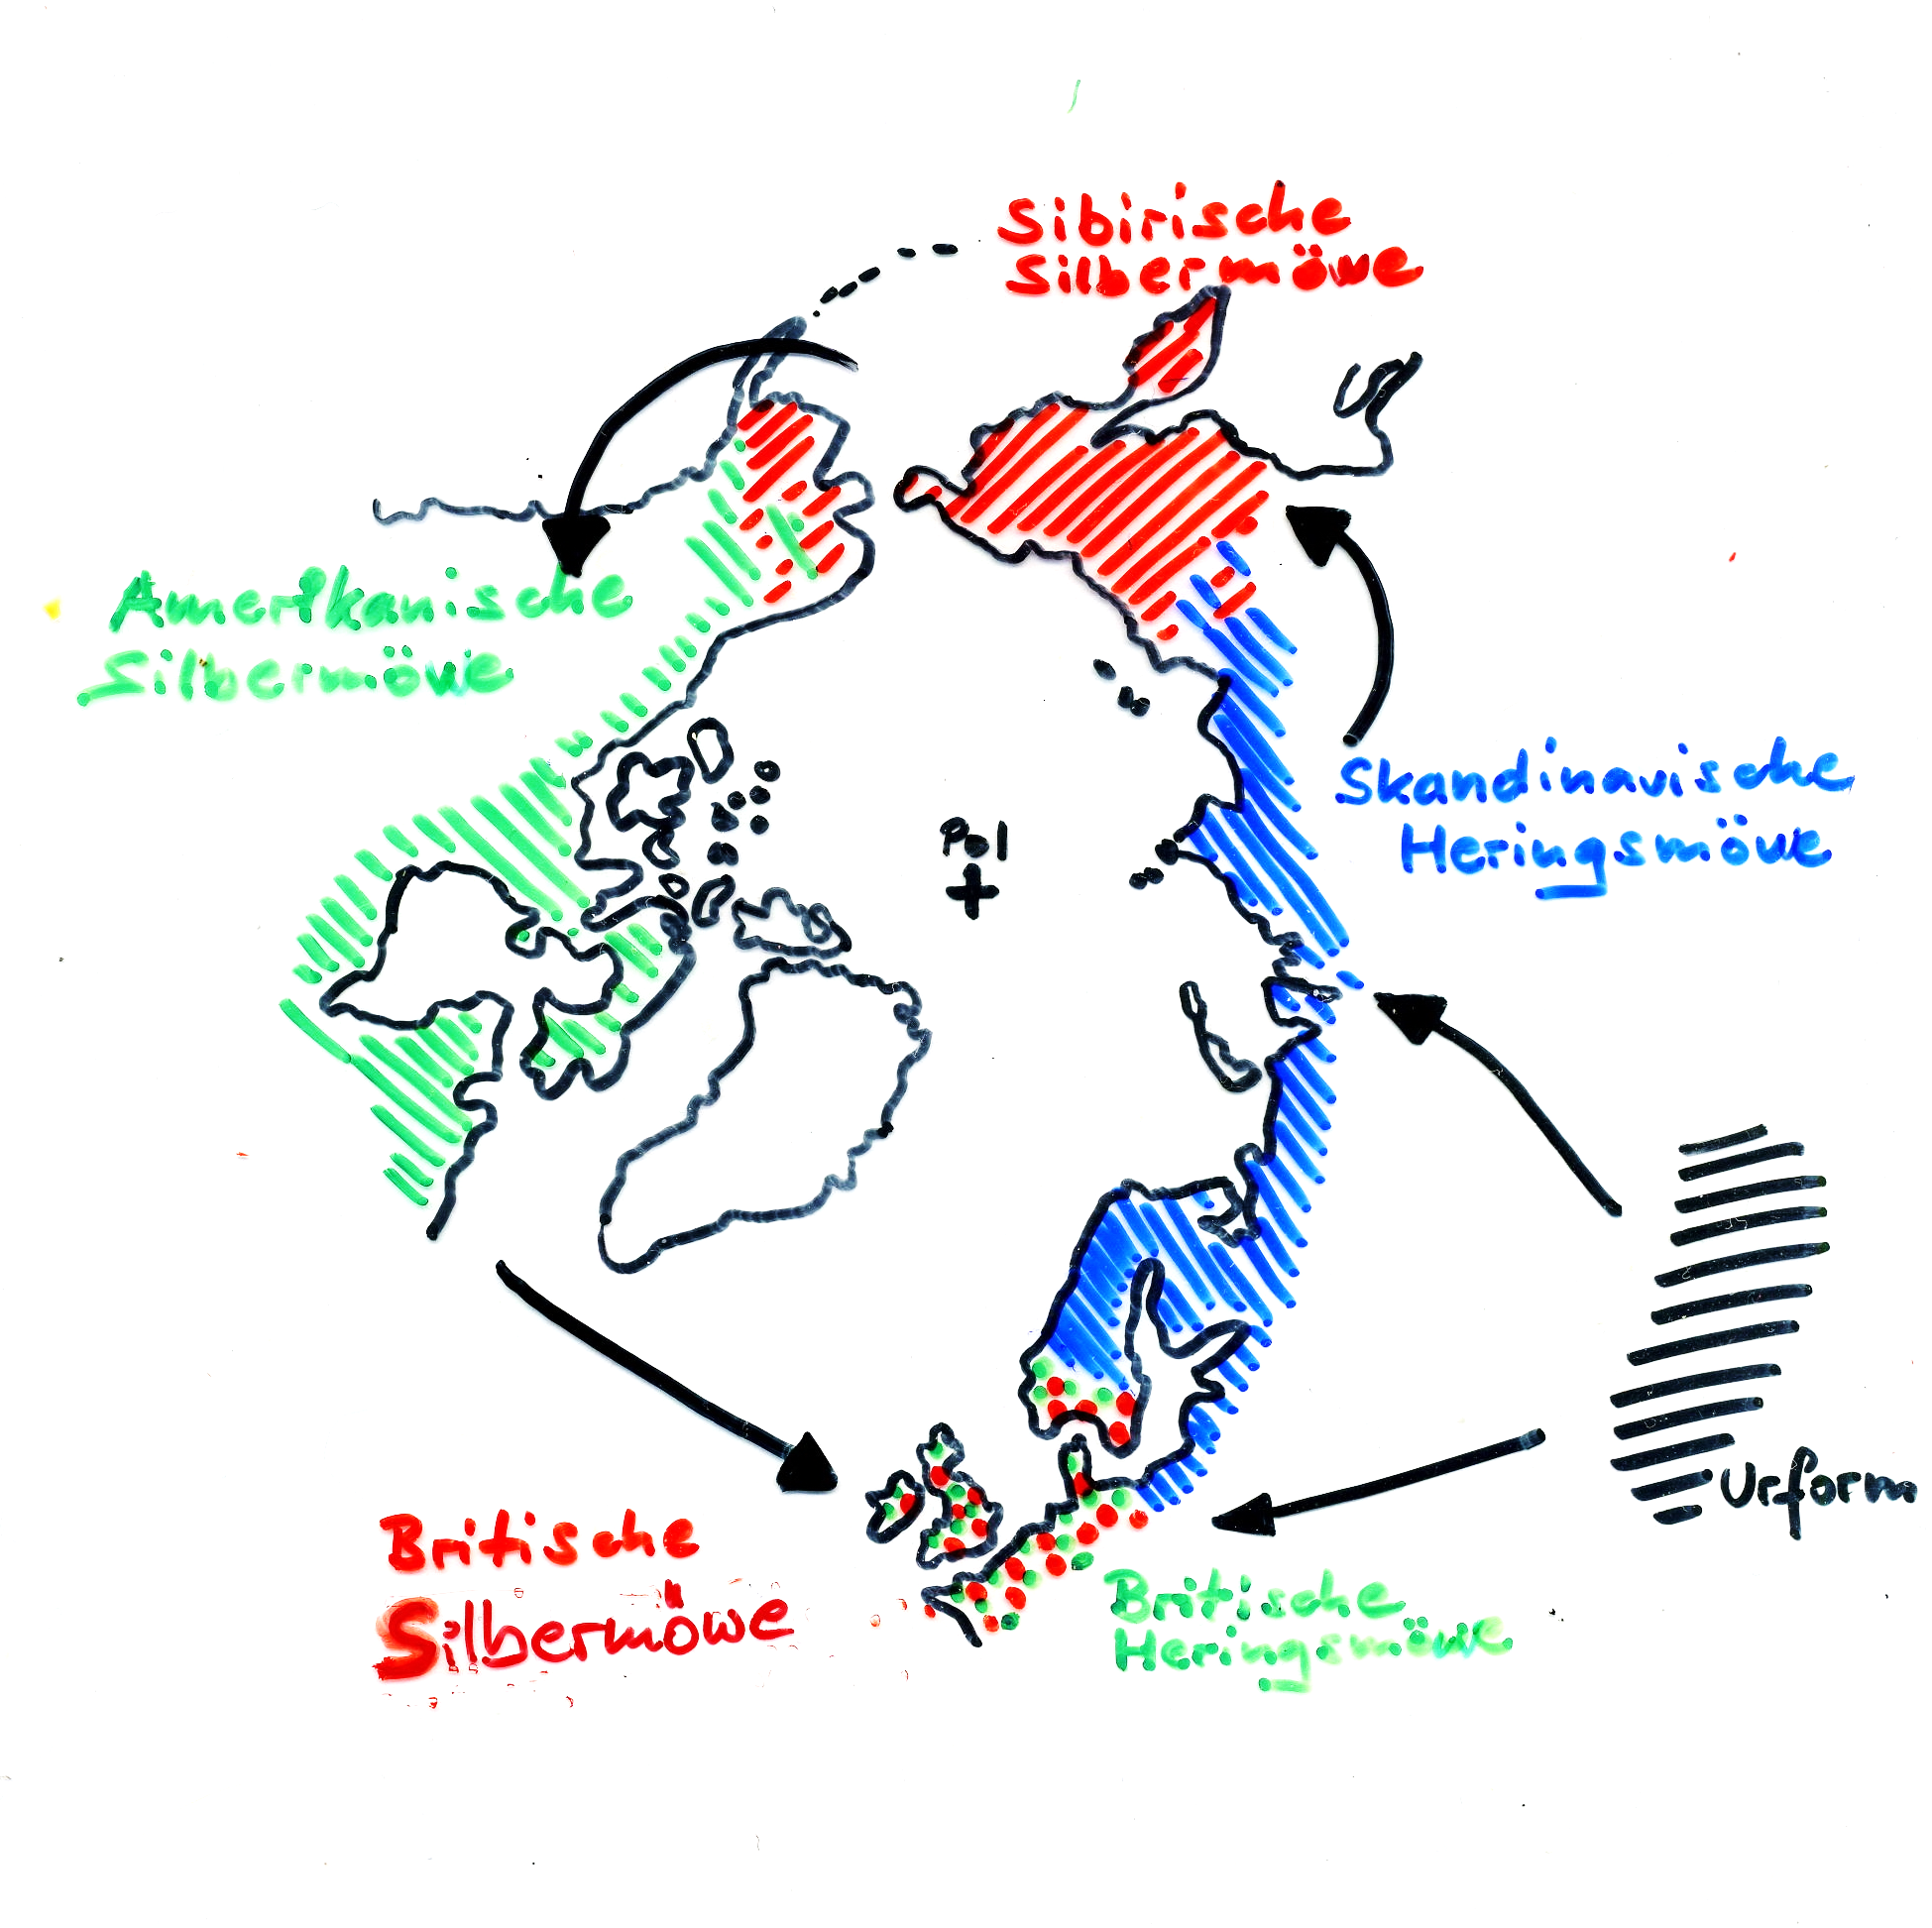 Sibirische
Silbermöwe
Amerikanische
Silbermöwe
Skandinavische
Heringsmöwe
Pol
Urform
Britische
Silbermöwe
Britische
Heringsmöwe